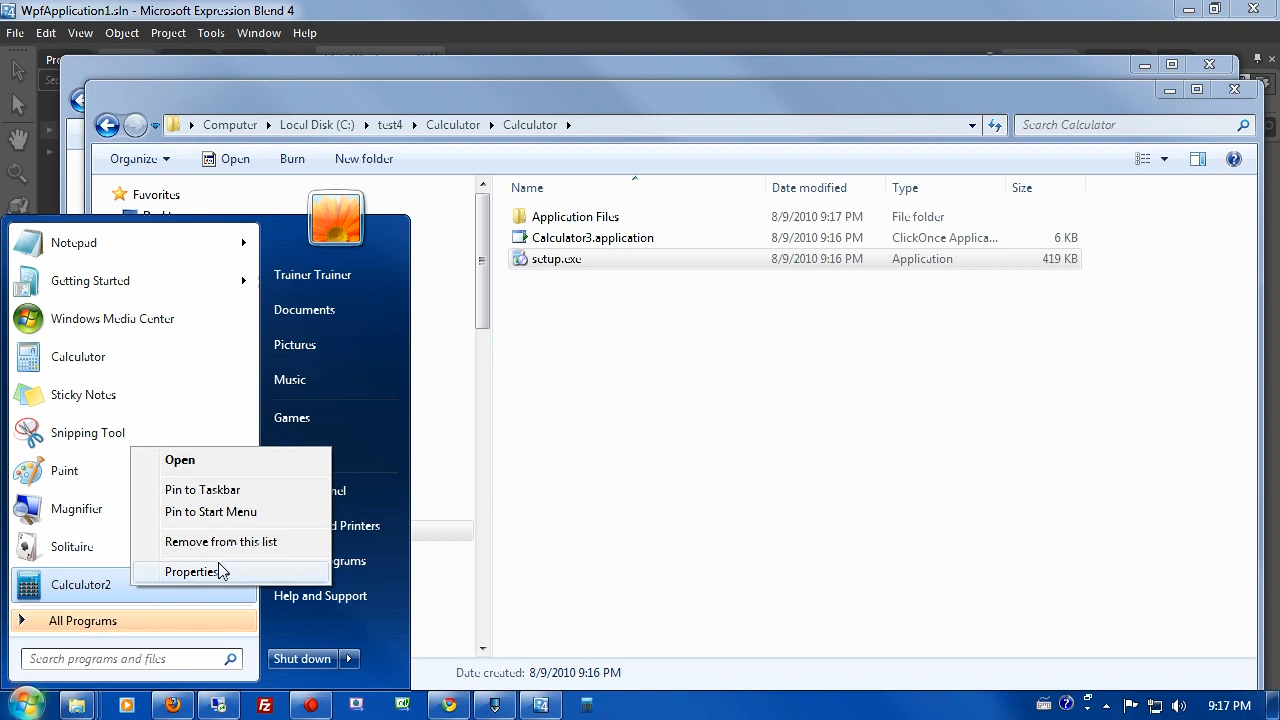 WpfApplication1.sln - Microsoft Expression Blend 4
File Edit View Object Project Tools Window Help
Computer Local Disk (C:) test4 Calculator Calculator
Search Calculator
Organize Open Burn New folder
Favorites
Name Date modified Type Size
Application Files 8/9/2010 9:17 PM File folder
Calculator3.application 8/9/2010 9:16 PM ClickOnce Applica... 6 KB
setup.exe 8/9/2010 9:16 PM Application 419 KB
Notepad
Getting Started
Windows Media Center
Calculator
Sticky Notes
Snipping Tool
Paint
Magnifier
Solitaire
Calculator2
All Programs
Search programs and files
Trainer Trainer
Documents
Pictures
Music
Games
Help and Support
Shut down
Open
Pin to Taskbar
Pin to Start Menu
Remove from this list
Properties
Date created: 8/9/2010 9:16 PM
9:17 PM